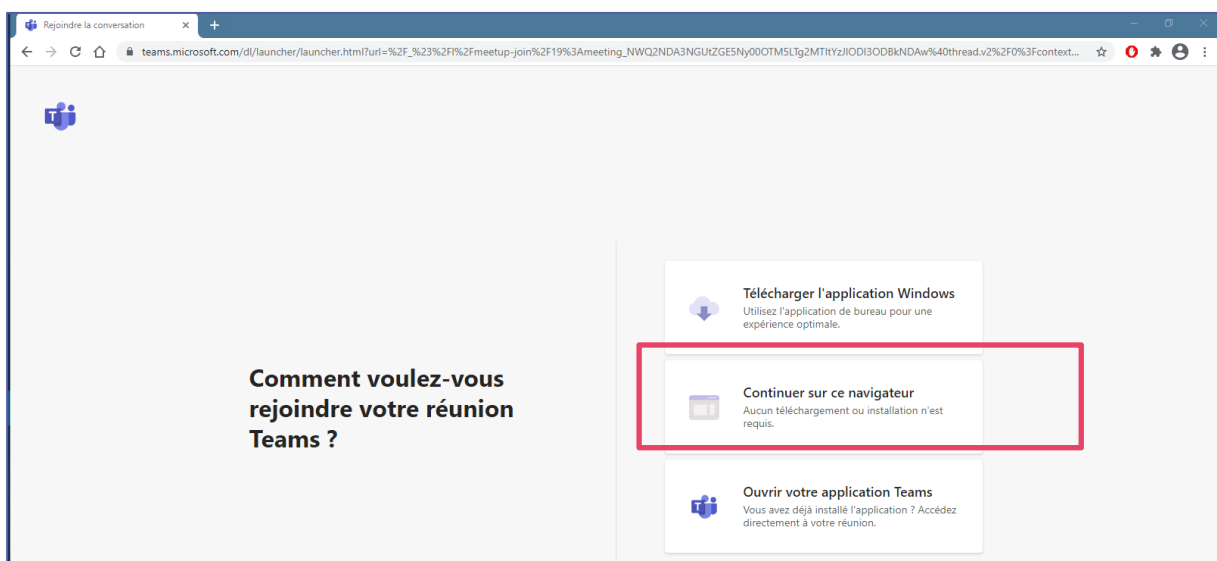 Rejoindre la conversation
teams.microsoft.com/dl/launcher/launcher.html?url=%2F_%23%2Fl%2Fmeetup-join%2F19%3Ameeting_NWQ2NDA3NGUtZGE5Ny00OTM5LTg2MTItYzJlODI3ODBkNDAw%40thread.v2%2F0%3Fcontext...
Télécharger l'application Windows
Utilisez l'application de bureau pour une
expérience optimale.
Comment voulez-vous
rejoindre votre réunion
Teams ?
Continuer sur ce navigateur
Aucun téléchargement ou installation n'est
requis.
Ouvrir votre application Teams
Vous avez déjà installé l'application ? Accédez
directement à votre réunion.